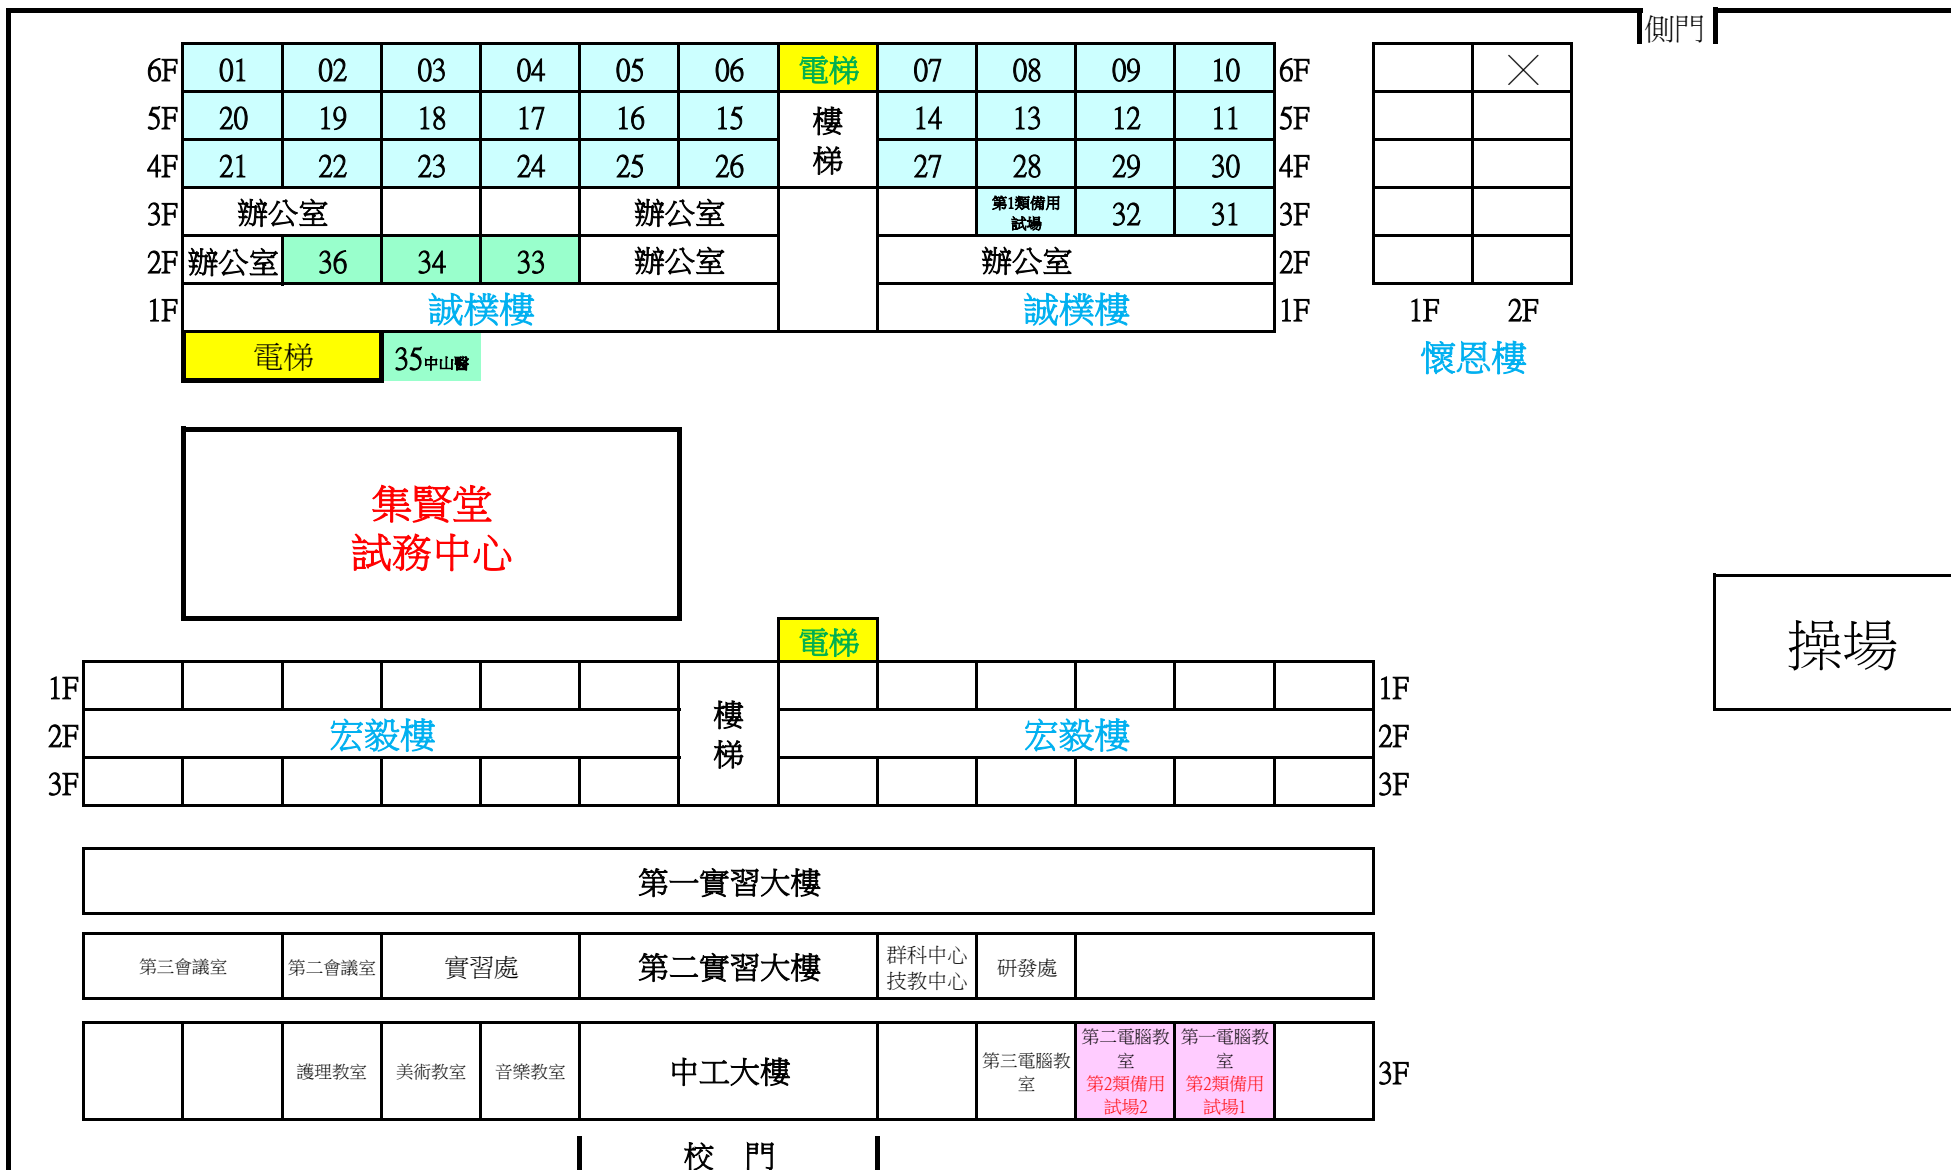 側門
6F 01 02 03 04 05 06 電梯 07 08 09 10 6F
5F 20 19 18 17 16 15 樓 14 13 12 11 5F
4F 21 22 23 24 25 26 梯 27 28 29 30 4F
3F 辦公室 辦公室 第1類備用 32 31 3F
試場
2F 辦公室 36 34 33 辦公室 辦公室 2F
1F 誠樸樓 誠樸樓 1F 1F 2F
電梯 35中山醫 懷恩樓
集賢堂
試務中心
操場
電梯
1F 1F
樓
2F 宏毅樓 宏毅樓 2F
梯
3F 3F
第一實習大樓
第三會議室 第二會議室 實習處 第二實習大樓 群科中心 研發處
技教中心
護理教室 美術教室 音樂教室 中工大樓 第三電腦教 第二電腦教 第一電腦教 3F
室 室 室
第2類備用 第2類備用
試場2 試場1
校 門